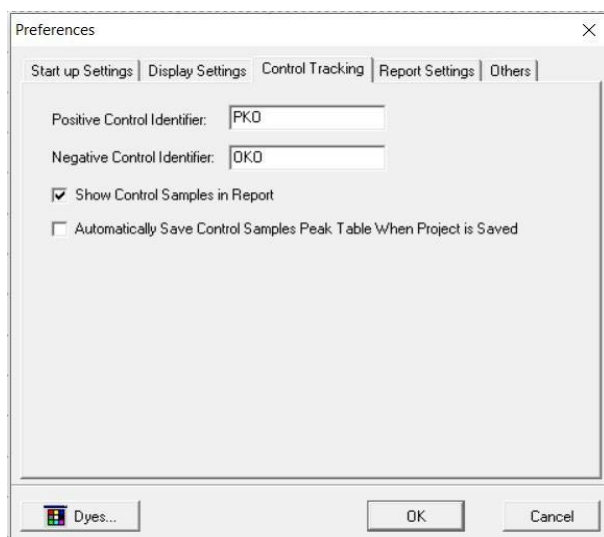 Preferences
Start up Settings Display Settings Control Tracking Report Settings Others
Positive Control Identifier: PKO
Negative Control Identifier: OKO
Show Control Samples in Report
Automatically Save Control Samples Peak Table When Project is Saved
Dyes... OK Cancel